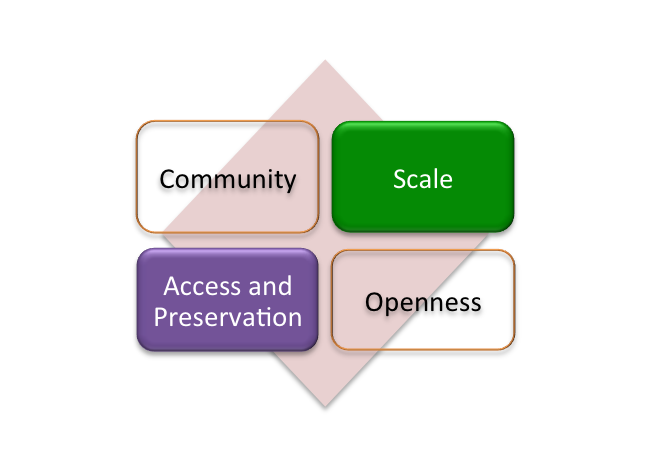 Community
Scale
Access and
Preservation
Openness